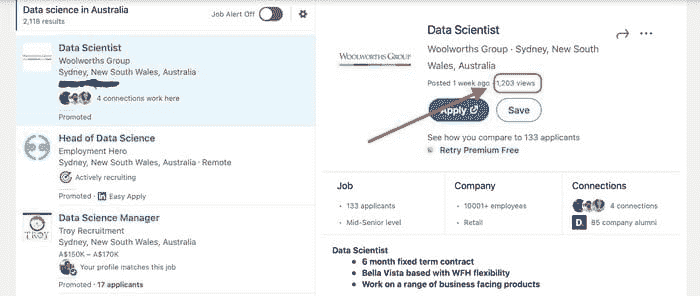 Data science in Australia
Job Alert Off
2,118 results
Data Scientist
Woolworths Group
Sydney, New South Wales, Australia
4 connections work here
Promoted
Head of Data Science
Employment Hero
Sydney, New South Wales, Australia · Remote
Actively recruiting
Promoted · in Easy Apply
TROY
Data Science Manager
Troy Recruitment
Sydney, New South Wales, Australia
A$150K – A$170K
Your profile matches this job
Promoted · 17 applicants
WOOLWORTHS GROUP
Data Scientist
Woolworths Group · Sydney, New South
Wales, Australia
Posted 1 week ago · 1,203 views
Apply
Save
See how you compare to 133 applicants
Retry Premium Free
Job
• 133 applicants
• Mid-Senior level
Company
• 10001+ employees
• Retail
Connections
4 connections
D.
85 company alumni
Data Scientist
• 6 month fixed term contract
• Bella Vista based with WFH flexibility
• Work on a range of business facing products